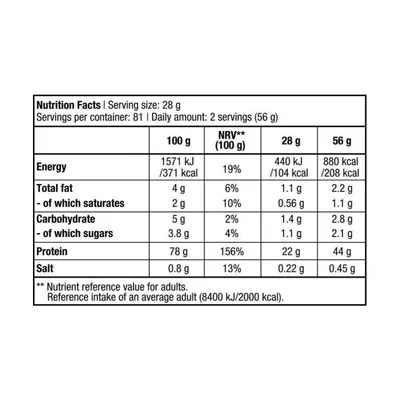 Nutrition Facts | Serving size: 28 g
Servings per container: 81 | Daily amount: 2 servings (56 g)
100 g NRV** (100 g) 28 g 56 g
Energy 1571 kJ /371 kcal 19% 440 kJ /104 kcal 880 kcal /208 kcal
Total fat 4 g 6% 1.1 g 2.2 g
- of which saturates 2 g 10% 0.56 g 1.1 g
Carbohydrate 5 g 2% 1.4 g 2.8 g
- of which sugars 3.8 g 4% 1.1 g 2.1 g
Protein 78 g 156% 22 g 44 g
Salt 0.8 g 13% 0.22 g 0.45 g
** Nutrient reference value for adults.
Reference intake of an average adult (8400 kJ/2000 kcal).